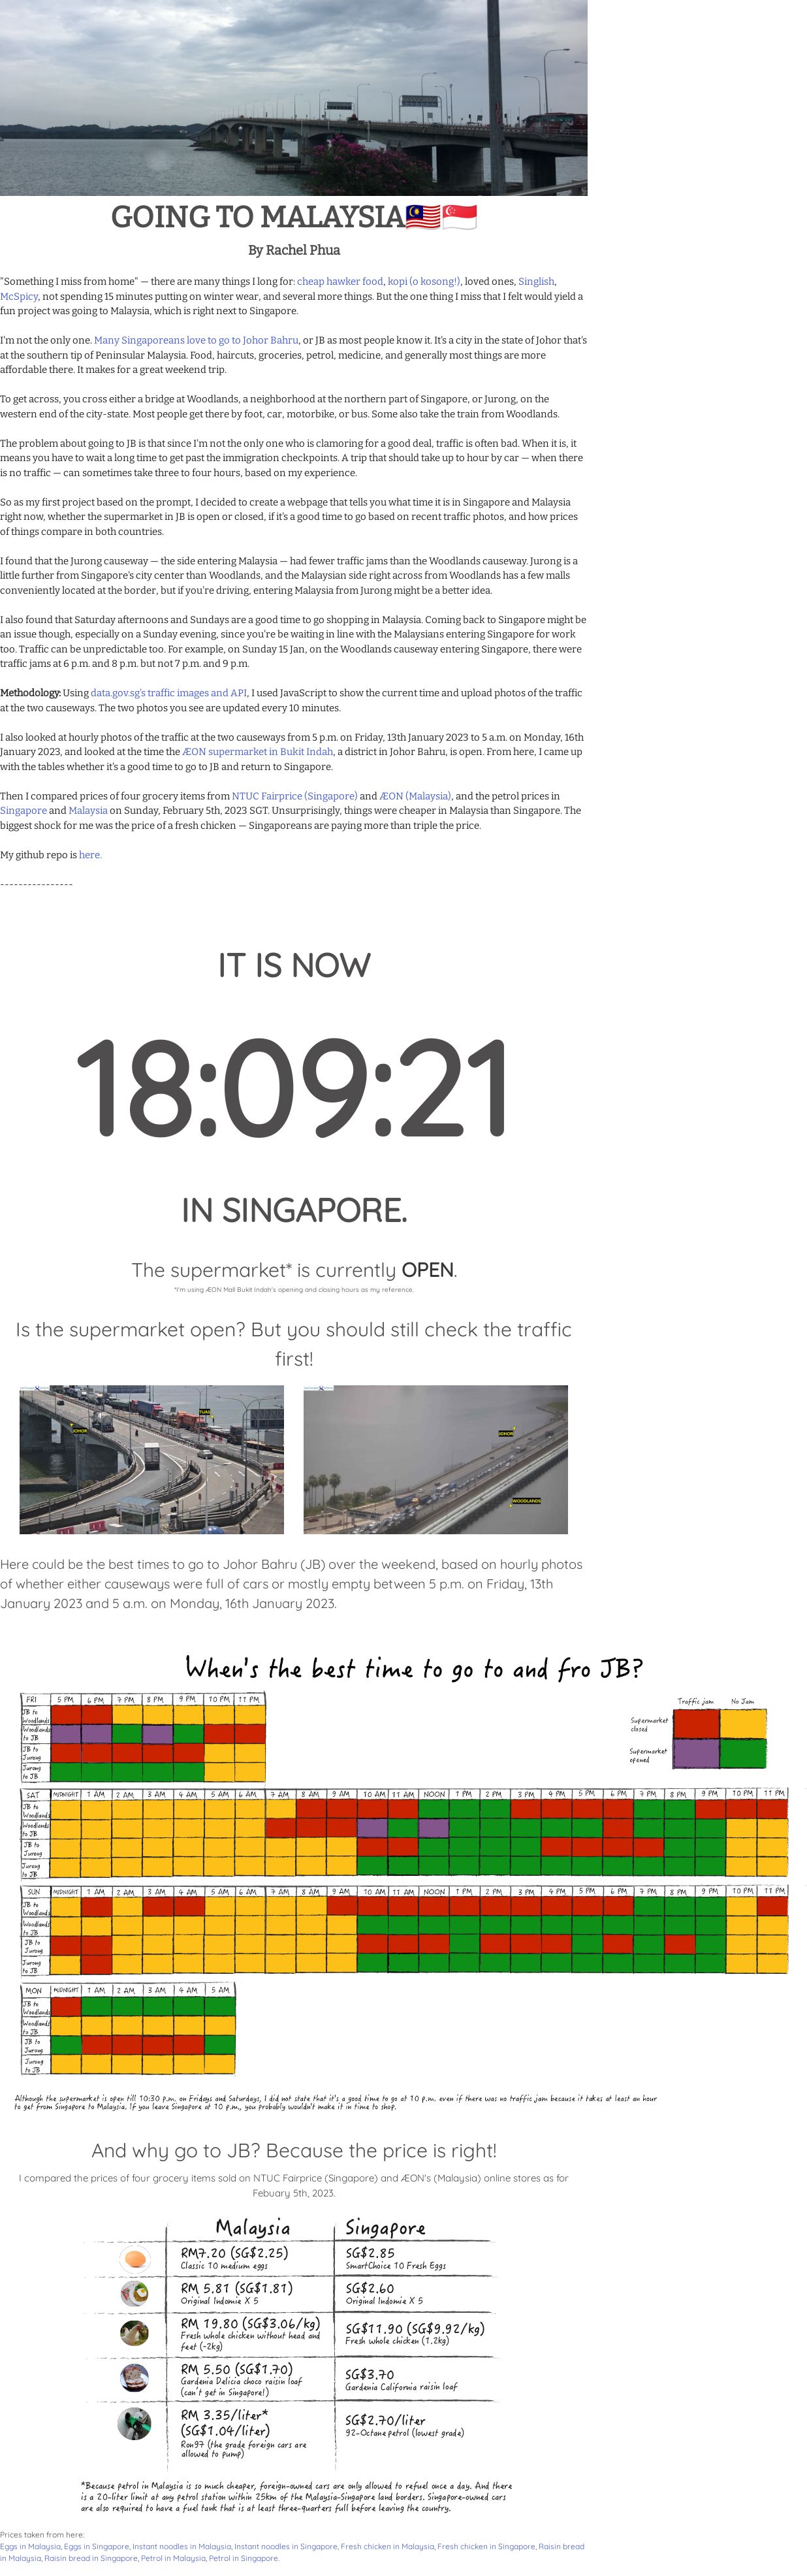 GOING TO MALAYSIA🇲🇾🇸🇬
By Rachel Phua
"Something I miss from home" — there are many things I long for: cheap hawker food, kopi (o kosong!), loved ones, Singlish,
McSpicy, not spending 15 minutes putting on winter wear, and several more things. But the one thing I miss that I felt would yield a
fun project was going to Malaysia, which is right next to Singapore.
I'm not the only one. Many Singaporeans love to go to Johor Bahru, or JB as most people know it. It's a city in the state of Johor that's
at the southern tip of Peninsular Malaysia. Food, haircuts, groceries, petrol, medicine, and generally most things are more
affordable there. It makes for a great weekend trip.
To get across, you cross either a bridge at Woodlands, a neighborhood at the northern part of Singapore, or Jurong, on the
western end of the city-state. Most people get there by foot, car, motorbike, or bus. Some also take the train from Woodlands.
The problem about going to JB is that since I'm not the only one who is clamoring for a good deal, traffic is often bad. When it is, it
means you have to wait a long time to get past the immigration checkpoints. A trip that should take up to hour by car — when there
is no traffic — can sometimes take three to four hours, based on my experience.
So as my first project based on the prompt, I decided to create a webpage that tells you what time it is in Singapore and Malaysia
right now, whether the supermarket in JB is open or closed, if it's a good time to go based on recent traffic photos, and how prices
of things compare in both countries.
I found that the Jurong causeway — the side entering Malaysia — had fewer traffic jams than the Woodlands causeway. Jurong is a
little further from Singapore's city center than Woodlands, and the Malaysian side right across from Woodlands has a few malls
conveniently located at the border, but if you're driving, entering Malaysia from Jurong might be a better idea.
I also found that Saturday afternoons and Sundays are a good time to go shopping in Malaysia. Coming back to Singapore might be
an issue though, especially on a Sunday evening, since you're be waiting in line with the Malaysians entering Singapore for work
too. Traffic can be unpredictable too. For example, on Sunday 15 Jan, on the Woodlands causeway entering Singapore, there were
traffic jams at 6 p.m. and 8 p.m. but not 7 p.m. and 9 p.m.
Methodology: Using data.gov.sg's traffic images and API, I used JavaScript to show the current time and upload photos of the traffic
at the two causeways. The two photos you see are updated every 10 minutes.
I also looked at hourly photos of the traffic at the two causeways from 5 p.m. on Friday, 13th January 2023 to 5 a.m. on Monday, 16th
January 2023, and looked at the time the ÆON supermarket in Bukit Indah, a district in Johor Bahru, is open. From here, I came up
with the tables whether it's a good time to go to JB and return to Singapore.
Then I compared prices of four grocery items from NTUC Fairprice (Singapore) and ÆON (Malaysia), and the petrol prices in
Singapore and Malaysia on Sunday, February 5th, 2023 SGT. Unsurprisingly, things were cheaper in Malaysia than Singapore. The
biggest shock for me was the price of a fresh chicken — Singaporeans are paying more than triple the price.
My github repo is here.
----------------
IT IS NOW
18:09:21
IN SINGAPORE.
The supermarket* is currently OPEN.
*I'm using ÆON Mall Bukit Indah's opening and closing hours as my reference.
Is the supermarket open? But you should still check the traffic
first!
JOHOR TUAS
JOHOR
WOODLANDS
Here could be the best times to go to Johor Bahru (JB) over the weekend, based on hourly photos
of whether either causeways were full of cars or mostly empty between 5 p.m. on Friday, 13th
January 2023 and 5 a.m. on Monday, 16th January 2023.
When's the best time to go to and fro JB?
Traffic jam No Jam
Supermarket
closed
Supermarket
opened
FRI 5 PM 6 PM 7 PM 8 PM 9 PM 10 PM 11 PM
JB to
Woodlands
Woodlands
to JB
JB to
Jurong
Jurong
to JB
SAT MIDNIGHT 1 AM 2 AM 3 AM 4 AM 5 AM 6 AM 7 AM 8 AM 9 AM 10 AM 11 AM NOON 1 PM 2 PM 3 PM 4 PM 5 PM 6 PM 7 PM 8 PM 9 PM 10 PM 11 PM
JB to
Woodlands
Woodlands
to JB
JB to
Jurong
Jurong
to JB
SUN MIDNIGHT 1 AM 2 AM 3 AM 4 AM 5 AM 6 AM 7 AM 8 AM 9 AM 10 AM 11 AM NOON 1 PM 2 PM 3 PM 4 PM 5 PM 6 PM 7 PM 8 PM 9 PM 10 PM 11 PM
JB to
Woodlands
Woodlands
to JB
JB to
Jurong
Jurong
to JB
MON MIDNIGHT 1 AM 2 AM 3 AM 4 AM 5 AM
JB to
Woodlands
Woodlands
to JB
JB to
Jurong
Jurong
to JB
Although the supermarket is open till 10:30 p.m. on Fridays and Saturdays, I did not state that it's a good time to go at 10 p.m. even if there was no traffic jam because it takes at least an hour
to get from Singapore to Malaysia. If you leave Singapore at 10 p.m., you probably wouldn't make it in time to shop.
And why go to JB? Because the price is right!
I compared the prices of four grocery items sold on NTUC Fairprice (Singapore) and ÆON's (Malaysia) online stores as for
Febuary 5th, 2023.
Malaysia Singapore
RM7.20 (SG$2.25) SG$2.85
Classic 10 medium eggs SmartChoice 10 Fresh Eggs
RM 5.81 (SG$1.81) SG$2.60
Original Indomie X 5 Original Indomie X 5
RM 19.80 (SG$3.06/kg) SG$11.90 (SG$9.92/kg)
Fresh whole chicken without head and Fresh whole chicken (1.2kg)
feet (~2kg)
RM 5.50 (SG$1.70) SG$3.70
Gardenia Delicia choco raisin loaf Gardenia California raisin loaf
(can't get in Singapore!)
RM 3.35/liter* SG$2.70/liter
(SG$1.04/liter) 92-Octane petrol (lowest grade)
Ron97 (the grade foreign cars are
allowed to pump)
*Because petrol in Malaysia is so much cheaper, foreign-owned cars are only allowed to refuel once a day. And there
is a 20-liter limit at any petrol station within 25km of the Malaysia-Singapore land borders. Singapore-owned cars
are also required to have a fuel tank that is at least three-quarters full before leaving the country.
Prices taken from here:
Eggs in Malaysia, Eggs in Singapore, Instant noodles in Malaysia, Instant noodles in Singapore, Fresh chicken in Malaysia, Fresh chicken in Singapore, Raisin bread
in Malaysia, Raisin bread in Singapore, Petrol in Malaysia, Petrol in Singapore.